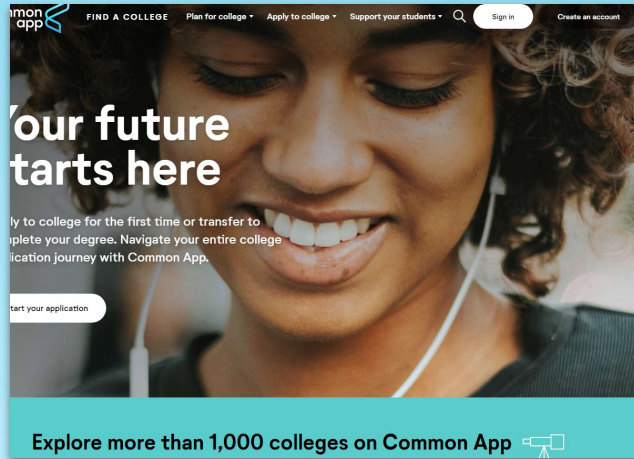 mmon
app
FIND A COLLEGE Plan for college Apply to college Support your students Sign in Create an account
Your future
tarts here
ly to college for the first time or transfer to
plete your degree. Navigate your entire college
lication journey with Common App.
tart your application
Explore more than 1,000 colleges on Common App